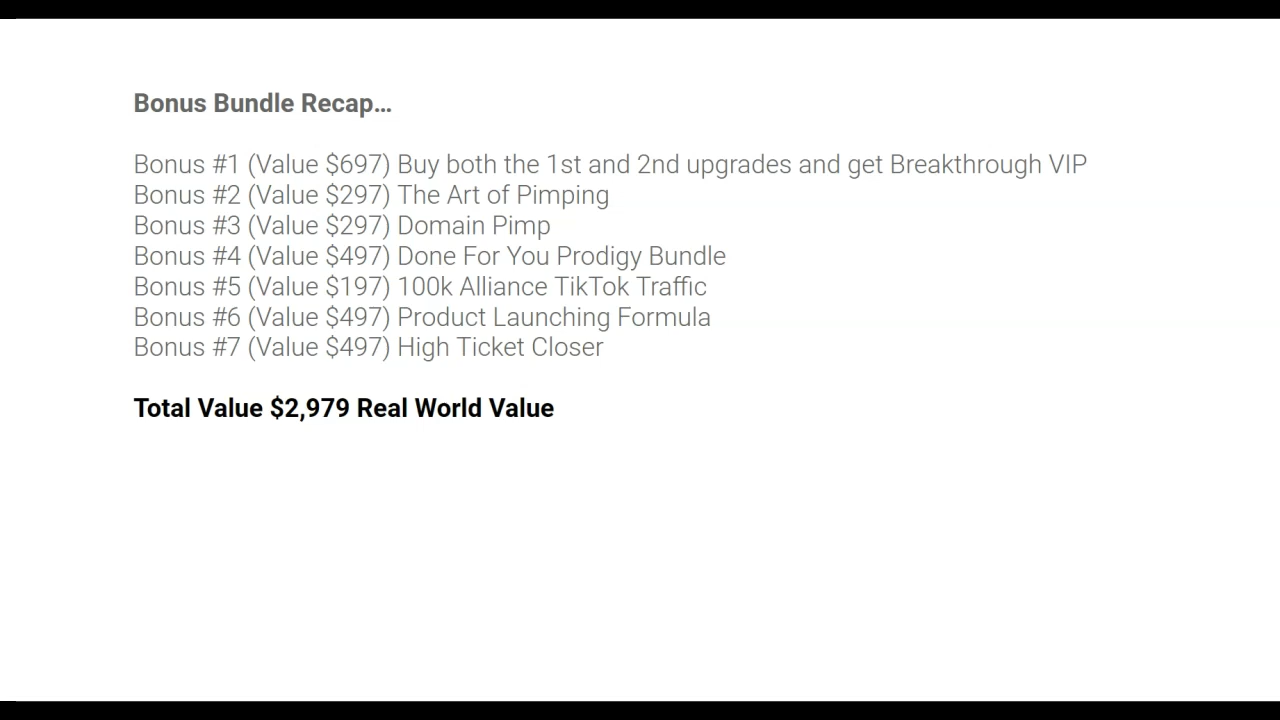 Bonus Bundle Recap...
Bonus #1 (Value $697) Buy both the 1st and 2nd upgrades and get Breakthrough VIP
Bonus #2 (Value $297) The Art of Pimping
Bonus #3 (Value $297) Domain Pimp
Bonus #4 (Value $497) Done For You Prodigy Bundle
Bonus #5 (Value $197) 100k Alliance TikTok Traffic
Bonus #6 (Value $497) Product Launching Formula
Bonus #7 (Value $497) High Ticket Closer
Total Value $2,979 Real World Value